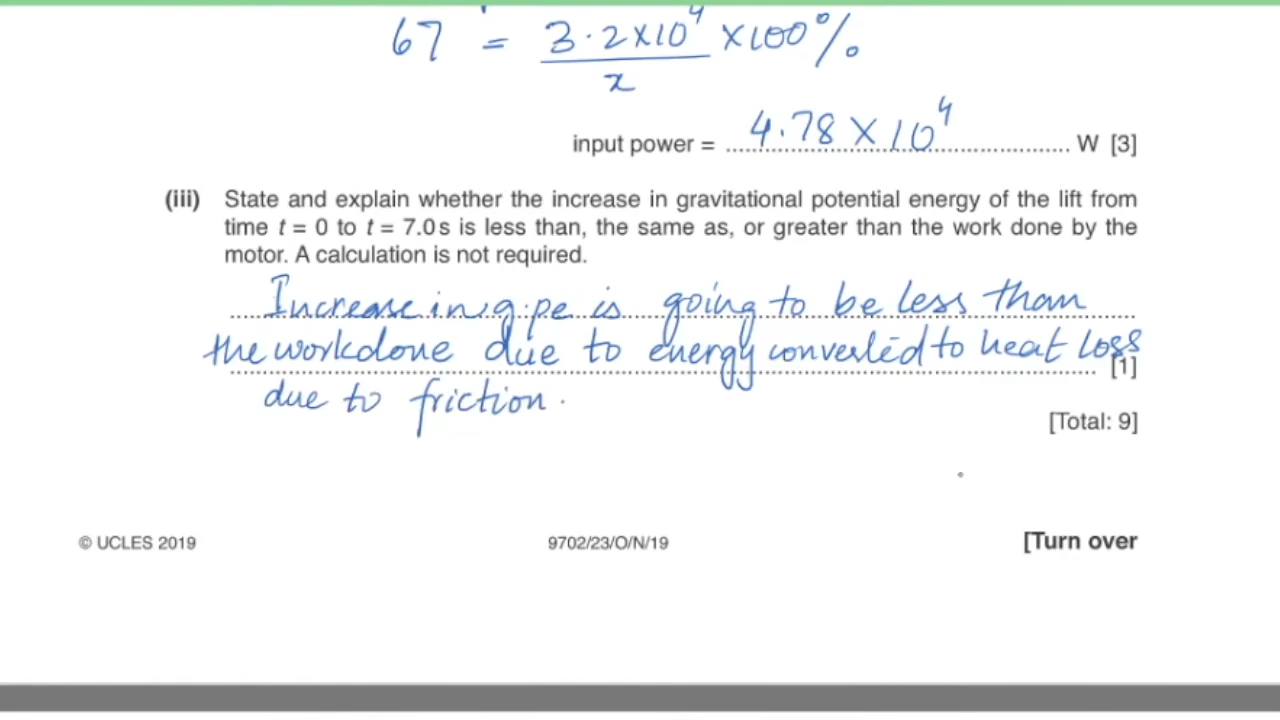 67 = 3.2×10⁴ ×100%
x
4.78 × 10⁴
input power = ........ W [3]
(iii) State and explain whether the increase in gravitational potential energy of the lift from
time t = 0 to t = 7.0 s is less than, the same as, or greater than the work done by the
motor. A calculation is not required.
Increase in g.pe is going to be less than
the workdone due to energy converted to heat loss
[1]
due to friction.
[Total: 9]
© UCLES 2019 9702/23/O/N/19 [Turn over